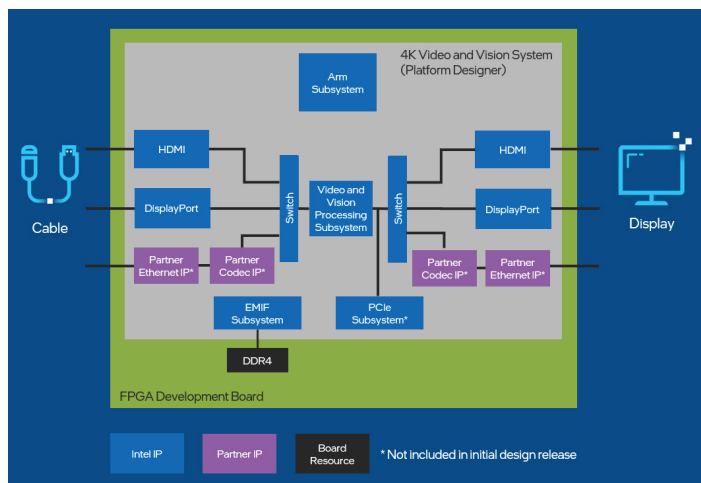 4K Video and Vision System
(Platform Designer)
Arm
Subsystem
HDMI
HDMI
Switch
Video and
Vision
Processing
Subsystem
Switch
DisplayPort
DisplayPort
Cable
Display
Partner
Ethernet IP*
Partner
Codec IP*
Partner
Codec IP*
Partner
Ethernet IP*
EMIF
Subsystem
PCIe
Subsystem*
DDR4
FPGA Development Board
Intel IP
Partner IP
Board
Resource
* Not included in initial design release